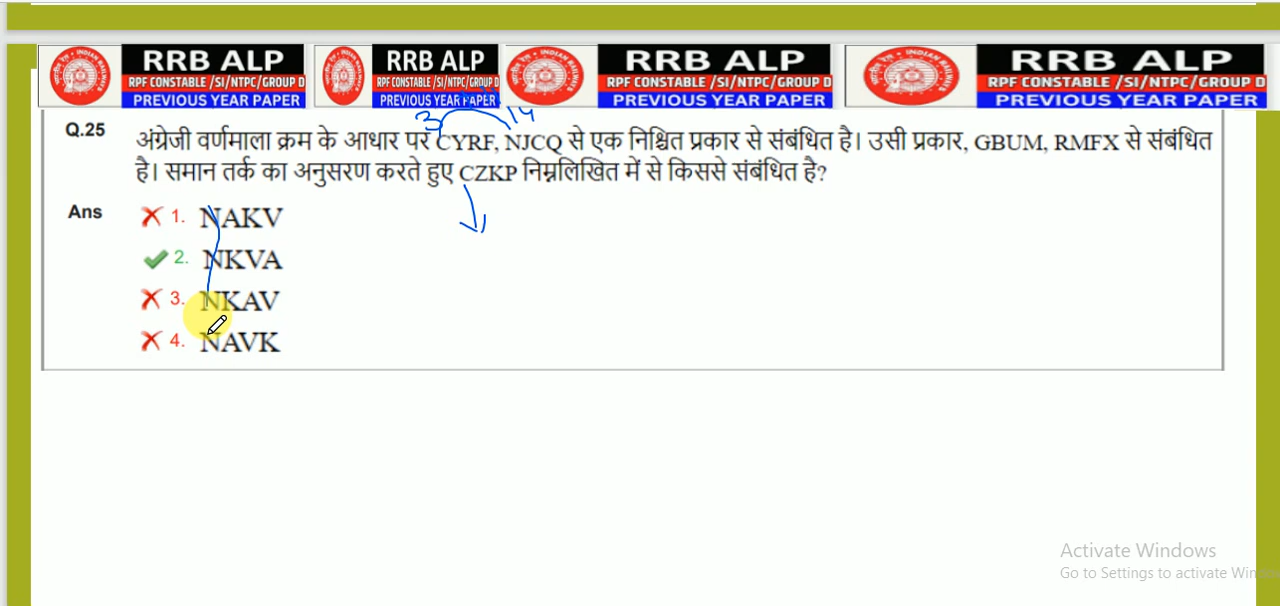 RRB ALP RRB ALP RRB ALP RRB ALP
RPF CONSTABLE /SI/NTPC/GROUP D RPF CONSTABLE /SI/NTPC/GROUP D RPF CONSTABLE /SI/NTPC/GROUP D RPF CONSTABLE /SI/NTPC/GROUP D
PREVIOUS YEAR PAPER PREVIOUS YEAR PAPER PREVIOUS YEAR PAPER PREVIOUS YEAR PAPER
3 14
Q.25 अंग्रेजी वर्णमाला क्रम के आधार पर CYRF, NJCQ से एक निश्चित प्रकार से संबंधित है। उसी प्रकार, GBUM, RMFX से संबंधित
है। समान तर्क का अनुसरण करते हुए CZKP निम्नलिखित में से किससे संबंधित है?
Ans 1. NAKV
2. NKVA
3. NKAV
4. NAVK
Activate Windows
Go to Settings to activate Windows